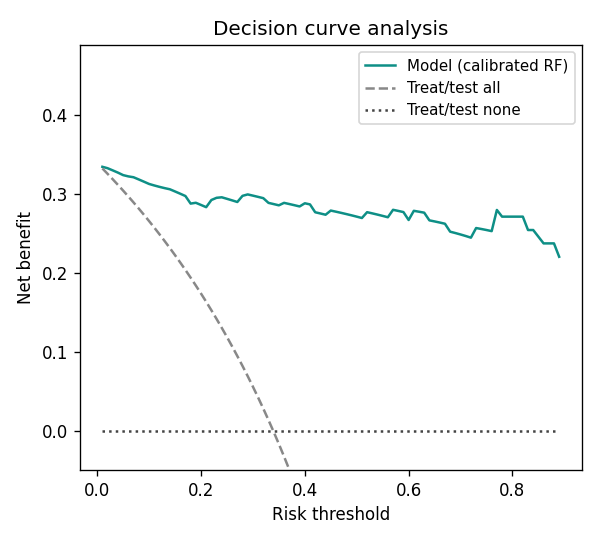 Decision curve analysis
Model (calibrated RF)
Treat/test all
Treat/test none
Net benefit
0.4
0.3
0.2
0.1
0.0
0.0 0.2 0.4 0.6 0.8
Risk threshold